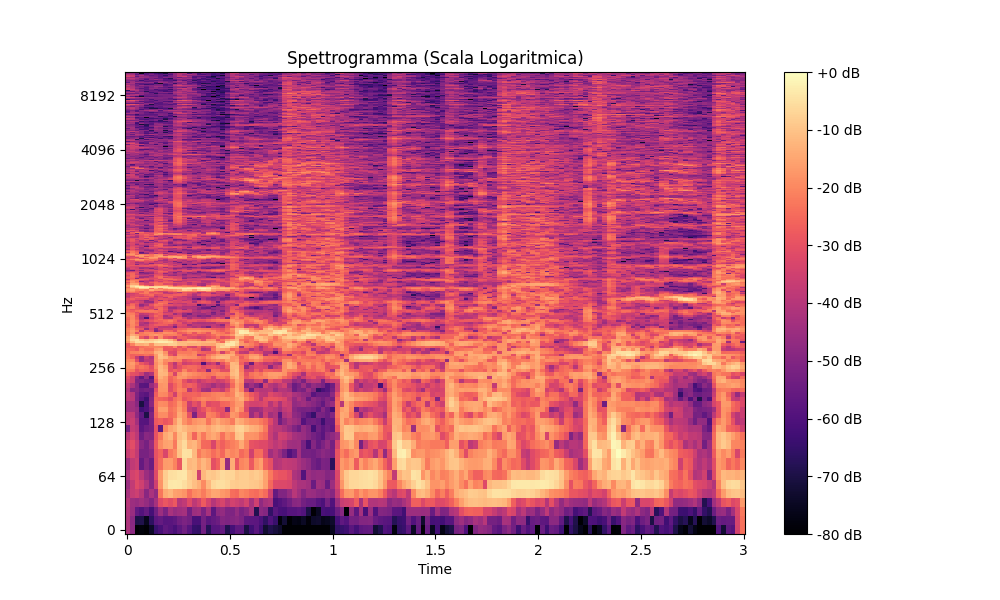 Spettrogramma (Scala Logaritmica)
Hz
8192
4096
2048
1024
512
256
128
64
0
0
0.5
1
1.5
2
2.5
3
Time
+0 dB
-10 dB
-20 dB
-30 dB
-40 dB
-50 dB
-60 dB
-70 dB
-80 dB